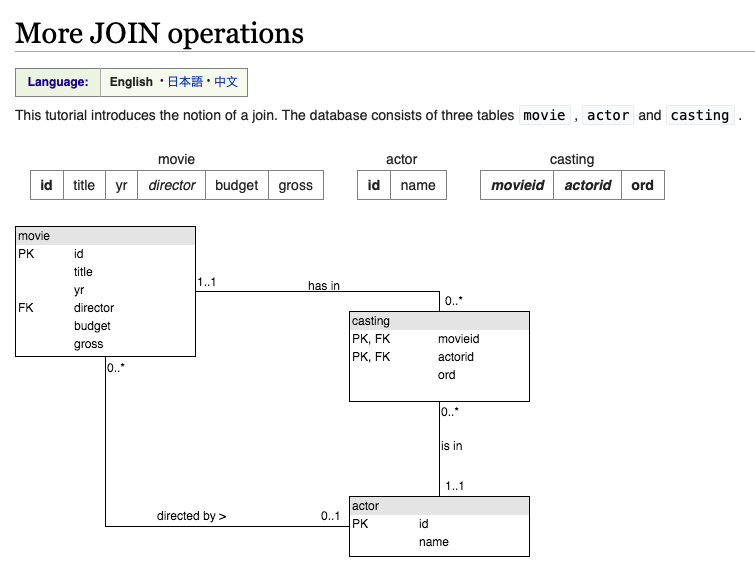 More JOIN operations
Language: English • 日本語 • 中文
This tutorial introduces the notion of a join. The database consists of three tables movie , actor and casting .
movie
id title yr director budget gross
actor
id name
casting
movieid actorid ord
movie
PK id
title
yr
FK director
budget
gross
1..1
has in
0..*
casting
PK, FK movieid
PK, FK actorid
ord
0..*
0..*
is in
1..1
directed by >
0..1
actor
PK id
name